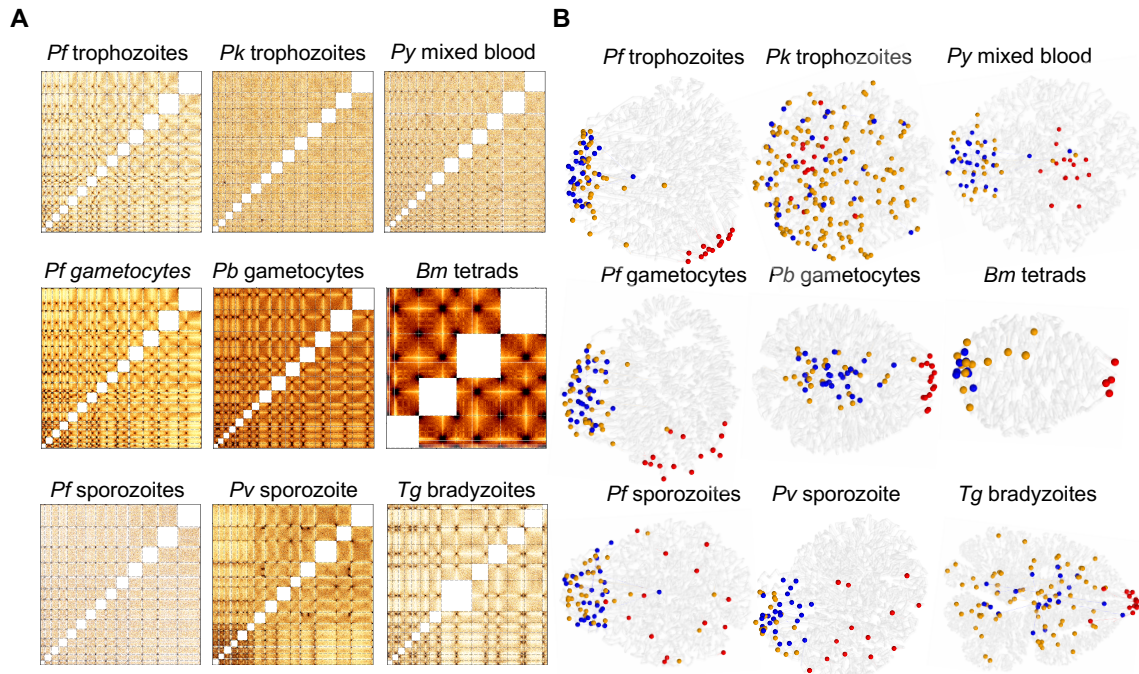 A
B
Pf trophozoites
Pk trophozoites
Py mixed blood
Pf trophozoites
Pk trophozoites
Py mixed blood
Pf gametocytes
Pb gametocytes
Bm tetrads
Pf gametocytes
Pb gametocytes
Bm tetrads
Pf sporozoites
Pv sporozoite
Tg bradyzoites
Pf sporozoites
Pv sporozoite
Tg bradyzoites